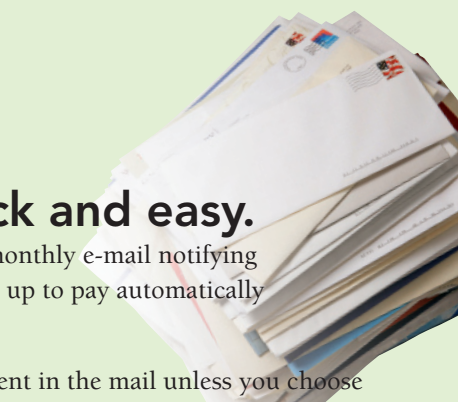 ck and easy.
monthly e-mail notifying
up to pay automatically
ent in the mail unless you choose